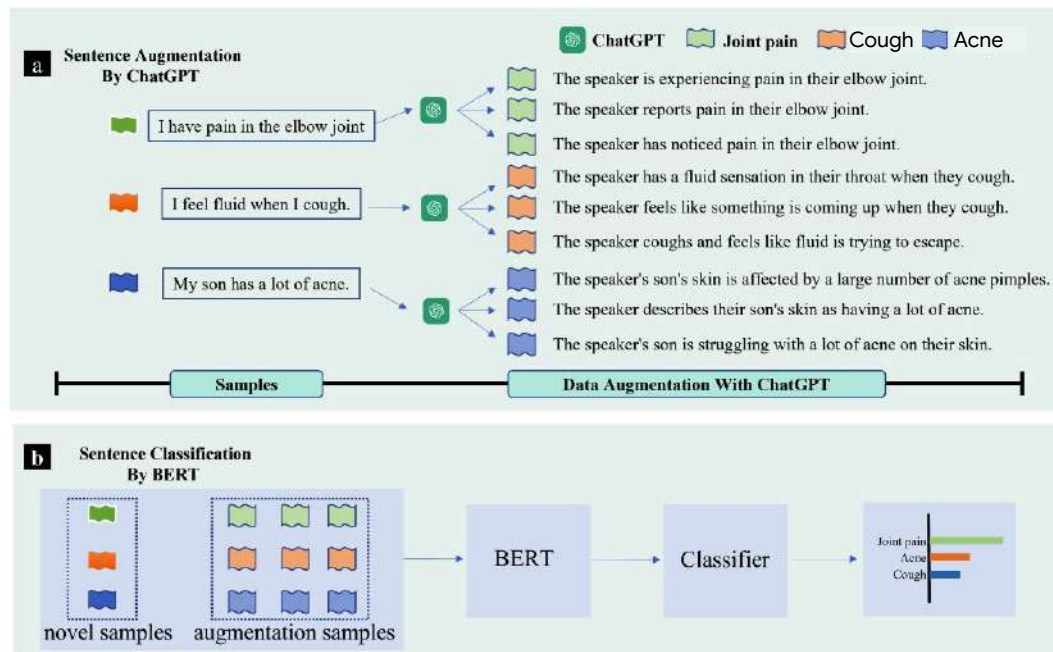 ChatGPT Joint pain Cough Acne
a Sentence Augmentation
By ChatGPT
I have pain in the elbow joint
The speaker is experiencing pain in their elbow joint.
The speaker reports pain in their elbow joint.
The speaker has noticed pain in their elbow joint.
I feel fluid when I cough.
The speaker has a fluid sensation in their throat when they cough.
The speaker feels like something is coming up when they cough.
The speaker coughs and feels like fluid is trying to escape.
My son has a lot of acne.
The speaker's son's skin is affected by a large number of acne pimples.
The speaker describes their son's skin as having a lot of acne.
The speaker's son is struggling with a lot of acne on their skin.
Samples
Data Augmentation With ChatGPT
b Sentence Classification
By BERT
novel samples
augmentation samples
BERT
Classifier
Joint pain
Acne
Cough